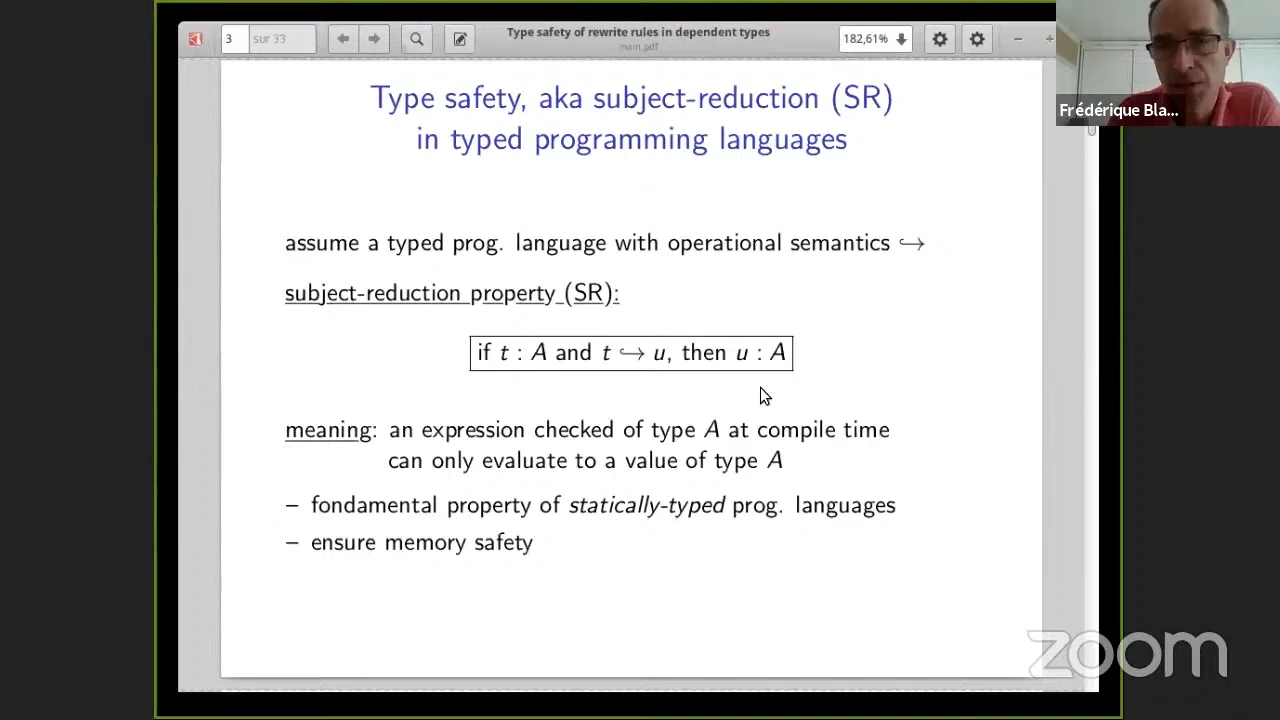 3 sur 33
Type safety of rewrite rules in dependent types
main.pdf
182,61%
Frédérique Bla...
Type safety, aka subject-reduction (SR)
in typed programming languages
assume a typed prog. language with operational semantics ↪
subject-reduction property (SR):
if t : A and t ↪ u, then u : A
meaning: an expression checked of type A at compile time
can only evaluate to a value of type A
– fondamental property of statically-typed prog. languages
– ensure memory safety
zoom